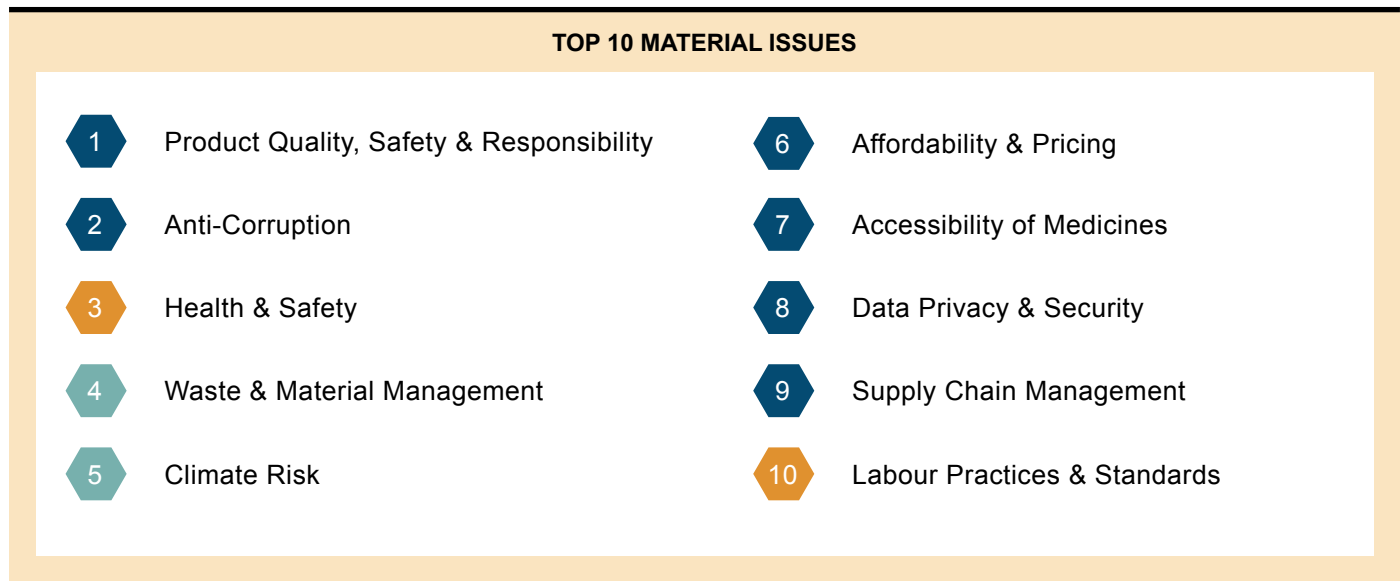 TOP 10 MATERIAL ISSUES
1 Product Quality, Safety & Responsibility
2 Anti-Corruption
3 Health & Safety
4 Waste & Material Management
5 Climate Risk
6 Affordability & Pricing
7 Accessibility of Medicines
8 Data Privacy & Security
9 Supply Chain Management
10 Labour Practices & Standards